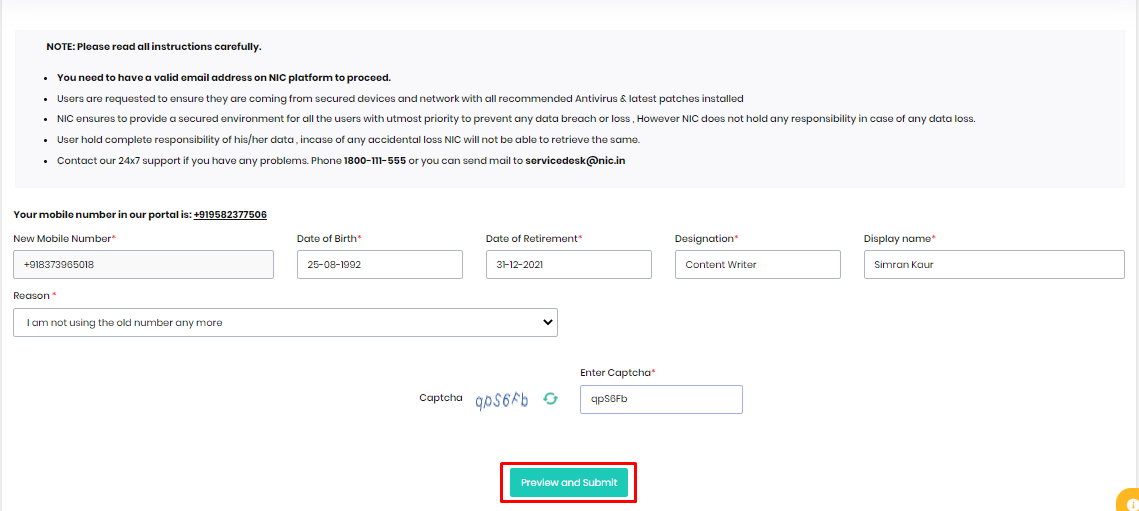 NOTE: Please read all instructions carefully.
• You need to have a valid email address on NIC platform to proceed.
• Users are requested to ensure they are coming from secured devices and network with all recommended Antivirus & latest patches installed
• NIC ensures to provide a secured environment for all the users with utmost priority to prevent any data breach or loss , However NIC does not hold any responsibility in case of any data loss.
• User hold complete responsibility of his/her data , incase of any accidental loss NIC will not be able to retrieve the same.
• Contact our 24x7 support if you have any problems. Phone 1800-111-555 or you can send mail to servicedesk@nic.in
Your mobile number in our portal is: +919582377506
New Mobile Number* Date of Birth* Date of Retirement* Designation* Display name*
+918373965018 25-08-1992 31-12-2021 Content Writer Simran Kaur
Reason *
I am not using the old number any more
Enter Captcha*
Captcha qpS6Fb qpS6Fb
Preview and Submit